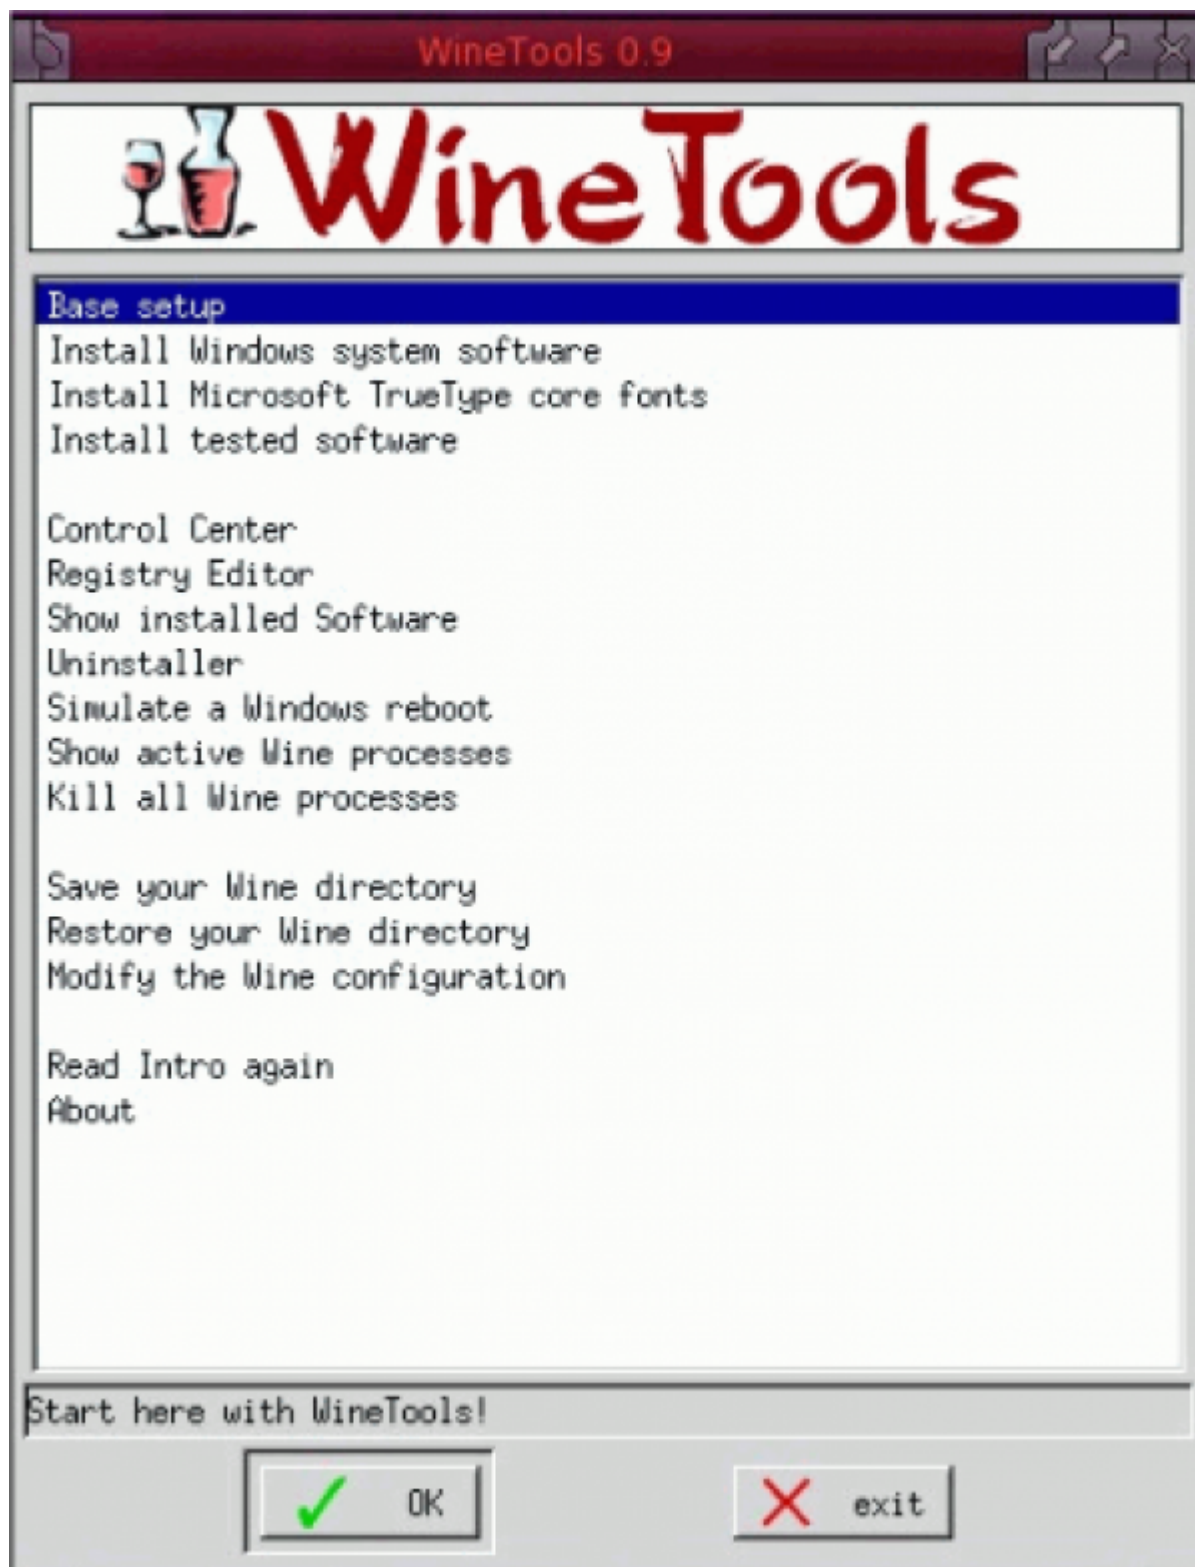 WineTools 0.9
WineTools
Base setup
Install Windows system software
Install Microsoft TrueType core fonts
Install tested software
Control Center
Registry Editor
Show installed Software
Uninstaller
Simulate a Windows reboot
Show active Wine processes
Kill all Wine processes
Save your Wine directory
Restore your Wine directory
Modify the Wine configuration
Read Intro again
About
Start here with WineTools!
OK
exit